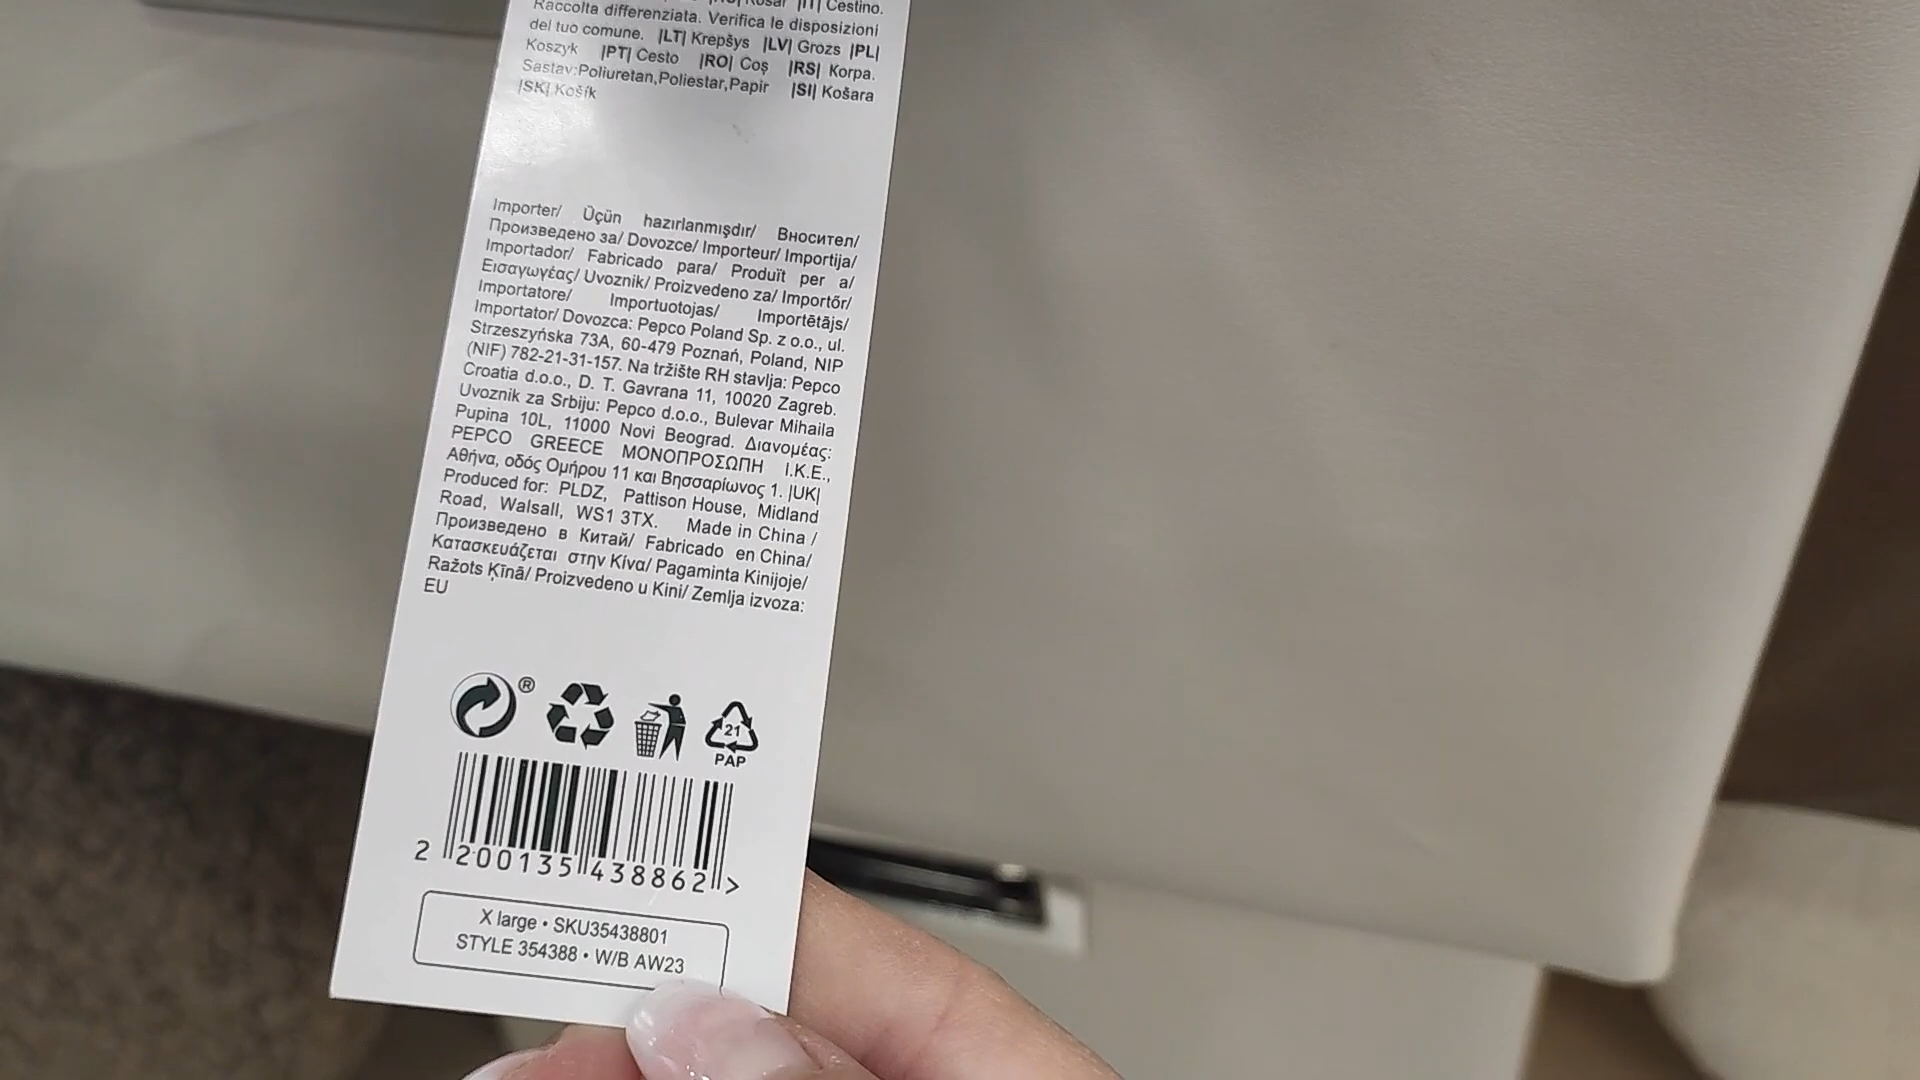 Košár |IT| Cestino.
Raccolta differenziata. Verifica le disposizioni
del tuo comune. |LT| Krepšys |LV| Grozs |PL|
Koszyk |PT| Cesto |RO| Coș |RS| Korpa.
Sastav:Poliuretan,Poliestar,Papir |SI| Košara
|SK| Košík
Importer/ Üçün hazırlanmışdır/ Вносител/
Произведено за/ Dovozce/ Importeur/ Importija/
Importador/ Fabricado para/ Produït per a/
Εισαγωγέας/ Uvoznik/ Proizvedeno za/ Importőr/
Importatore/ Importuotojas/ Importētājs/
Importator/ Dovozca: Pepco Poland Sp. z o.o., ul.
Strzeszyńska 73A, 60-479 Poznań, Poland, NIP
(NIF) 782-21-31-157. Na tržište RH stavlja: Pepco
Croatia d.o.o., D. T. Gavrana 11, 10020 Zagreb.
Uvoznik za Srbiju: Pepco d.o.o., Bulevar Mihaila
Pupina 10L, 11000 Novi Beograd. Διανομέας:
PEPCO GREECE ΜΟΝΟΠΡΟΣΩΠΗ Ι.Κ.Ε.,
Αθήνα, οδός Ομήρου 11 και Βησσαρίωνος 1. |UK|
Produced for: PLDZ, Pattison House, Midland
Road, Walsall, WS1 3TX. Made in China /
Произведено в Китай/ Fabricado en China/
Κατασκευάζεται στην Κίνα/ Pagaminta Kinijoje/
Ražots Ķīnā/ Proizvedeno u Kini/ Zemlja izvoza:
EU
®
21
PAP
2 200135 438862 >
X large • SKU35438801
STYLE 354388 • W/B AW23